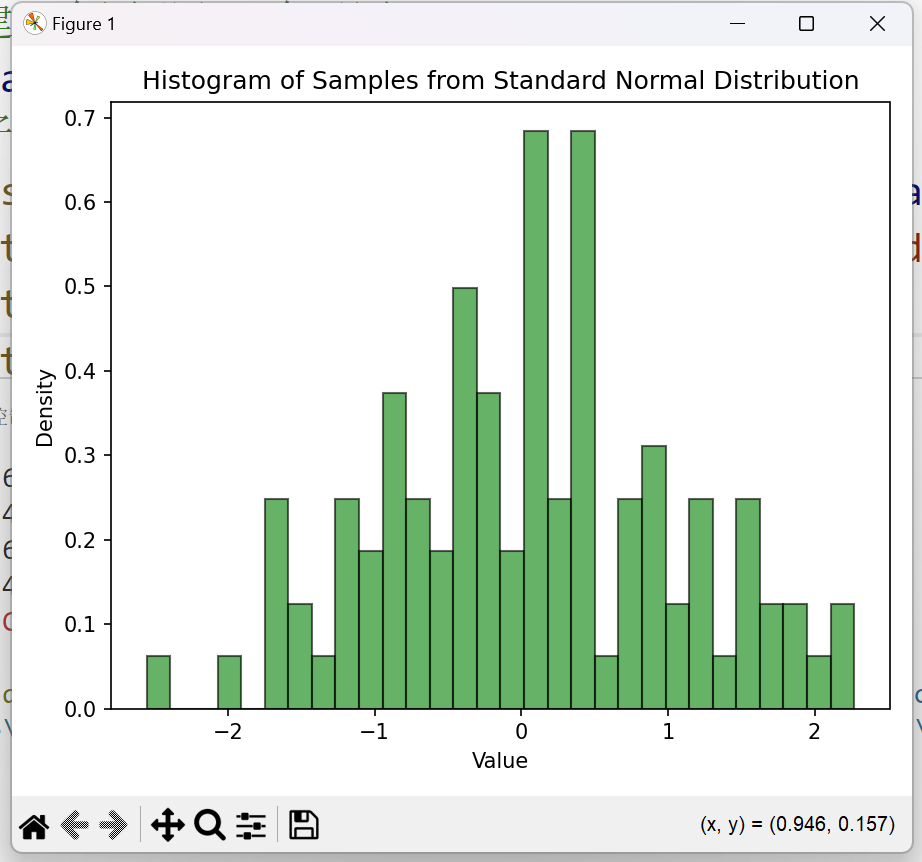 Figure 1
Histogram of Samples from Standard Normal Distribution
0.7
0.6
0.5
0.4
0.3
0.2
0.1
0.0
Density
−2
−1
0
1
2
Value
(x, y) = (0.946, 0.157)